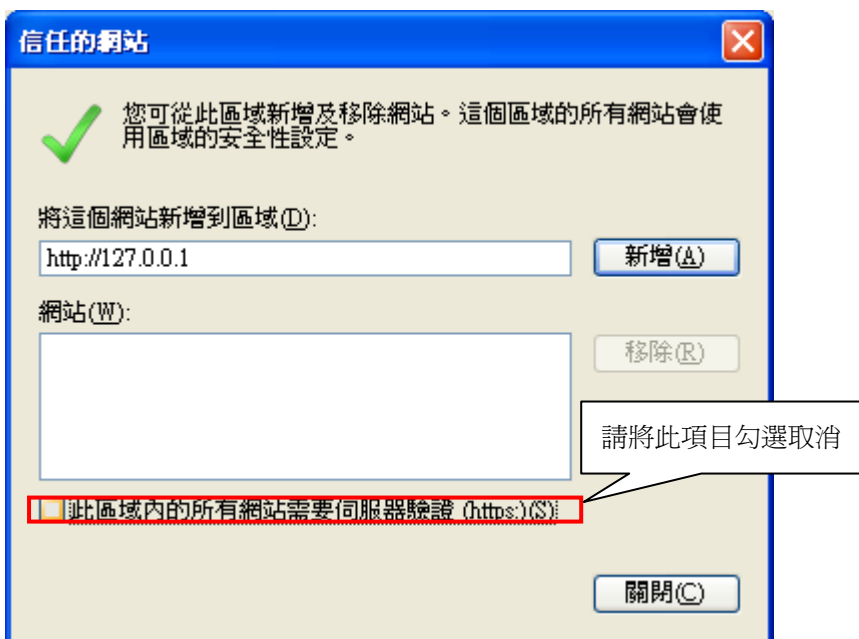 信任的網站
您可從此區域新增及移除網站。這個區域的所有網站會使
用區域的安全性設定。
將這個網站新增到區域(D):
http://127.0.0.1
新增(A)
網站(W):
移除(R)
請將此項目勾選取消
此區域內的所有網站需要伺服器驗證 (https:)(S)
關閉(C)